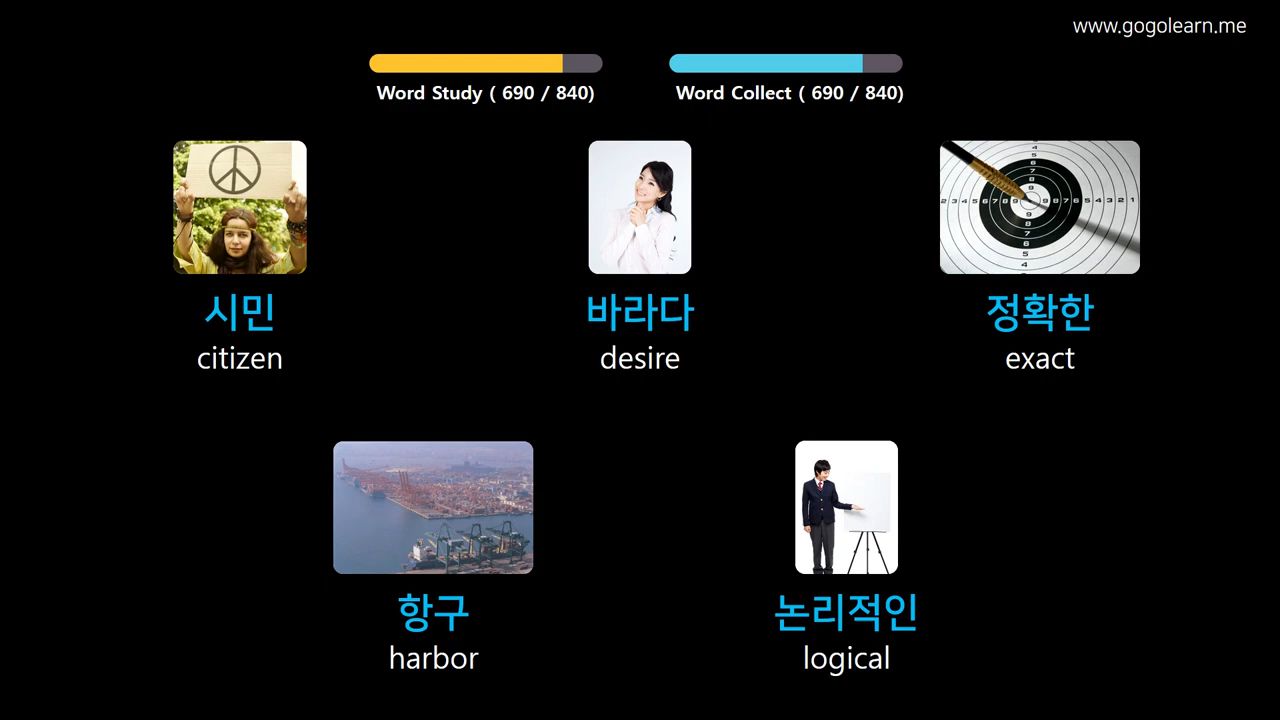 www.gogolearn.me
Word Study ( 690 / 840)
Word Collect ( 690 / 840)
시민
citizen
바라다
desire
정확한
exact
항구
harbor
논리적인
logical